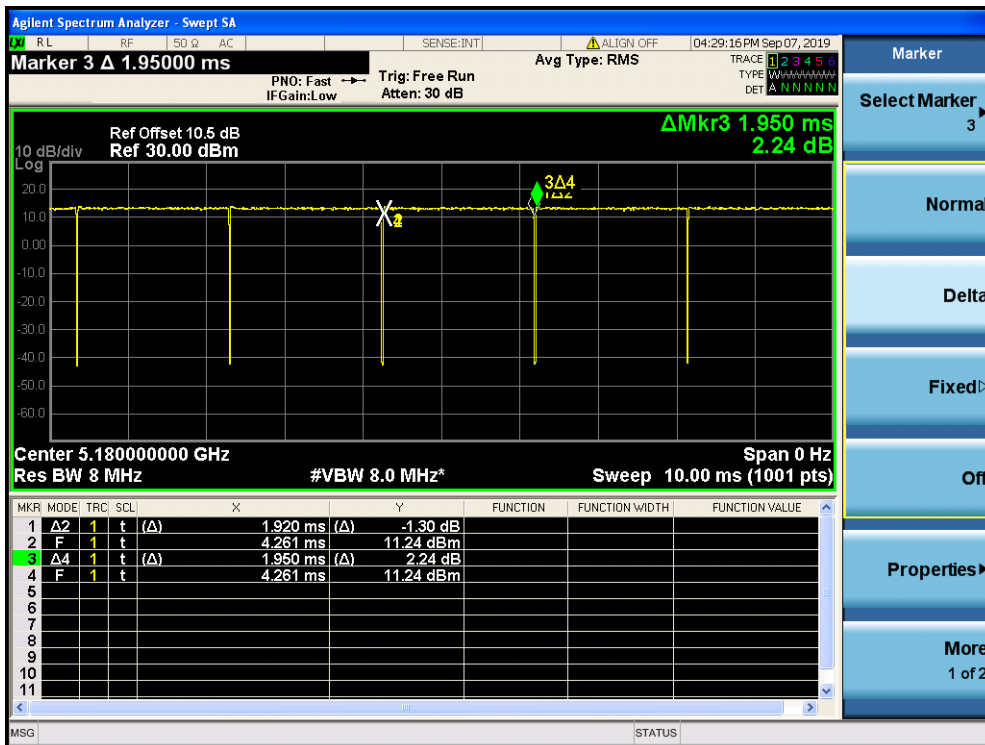 Agilent Spectrum Analyzer - Swept SA
LXI RL RF 50 Ω AC SENSE:INT ALIGN OFF 04:29:16 PM Sep 07, 2019
Marker 3 Δ 1.95000 ms
PNO: Fast
IFGain:Low
Trig: Free Run
Atten: 30 dB
Avg Type: RMS
TRACE 1 2 3 4 5 6
TYPE W
DET A N N N N N
Ref Offset 10.5 dB
10 dB/div Ref 30.00 dBm
Log
ΔMkr3 1.950 ms
2.24 dB
20.0
10.0
0.00
-10.0
-20.0
-30.0
-40.0
-50.0
-60.0
3Δ4
Center 5.180000000 GHz
Span 0 Hz
Res BW 8 MHz
#VBW 8.0 MHz*
Sweep 10.00 ms (1001 pts)
MKR MODE TRC SCL X Y FUNCTION FUNCTION WIDTH FUNCTION VALUE
1 Δ2 1 t (Δ) 1.920 ms (Δ) -1.30 dB
2 F 1 t 4.261 ms 11.24 dBm
3 Δ4 1 t (Δ) 1.950 ms (Δ) 2.24 dB
4 F 1 t 4.261 ms 11.24 dBm
5
6
7
8
9
10
11
MSG STATUS
Marker
Select Marker
3
Norma
Delta
Fixed
Off
Properties
More
1 of 2